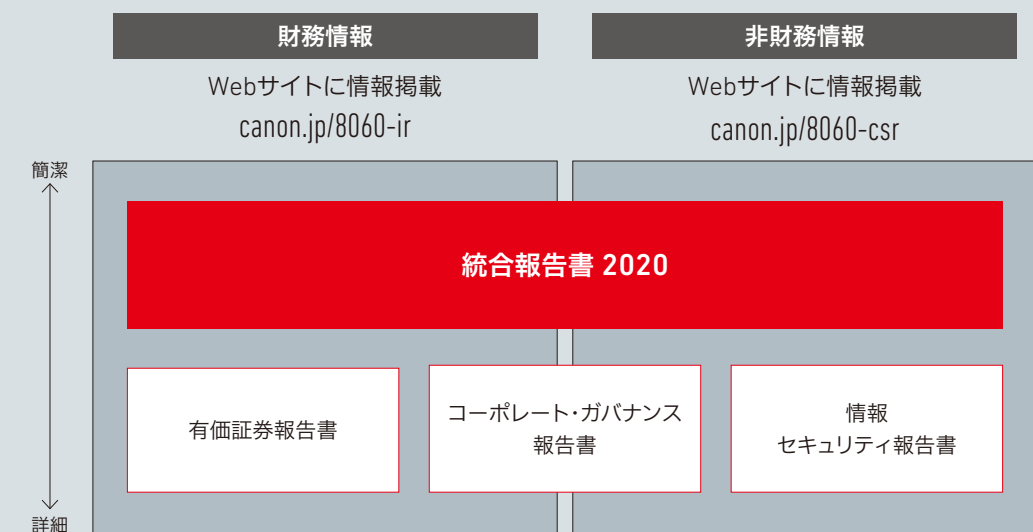 財務情報
非財務情報
Webサイトに情報掲載
canon.jp/8060-ir
Webサイトに情報掲載
canon.jp/8060-csr
簡潔
統合報告書 2020
有価証券報告書
コーポレート・ガバナンス
報告書
情報
セキュリティ報告書
詳細